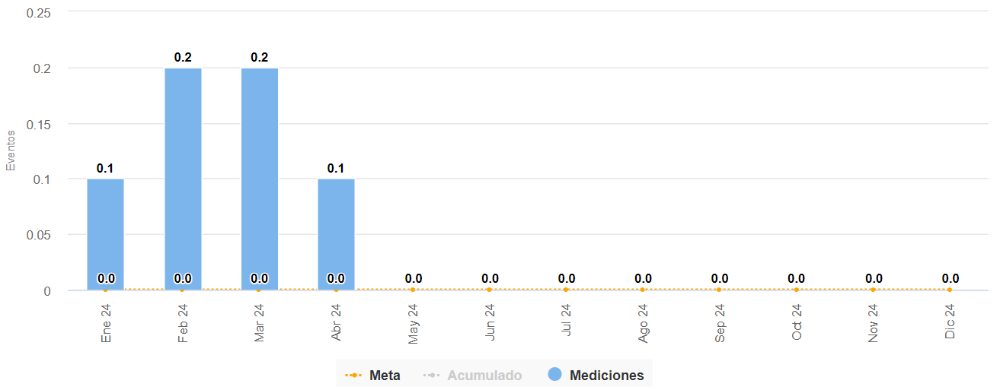 0.25
0.2
0.15
0.1
0.05
0
Eventos
0.1
0.2
0.2
0.1
0.0
0.0
0.0
0.0
0.0
0.0
0.0
0.0
0.0
0.0
0.0
0.0
Ene 24
Feb 24
Mar 24
Abr 24
May 24
Jun 24
Jul 24
Ago 24
Sep 24
Oct 24
Nov 24
Dic 24
Meta
Acumulado
Mediciones